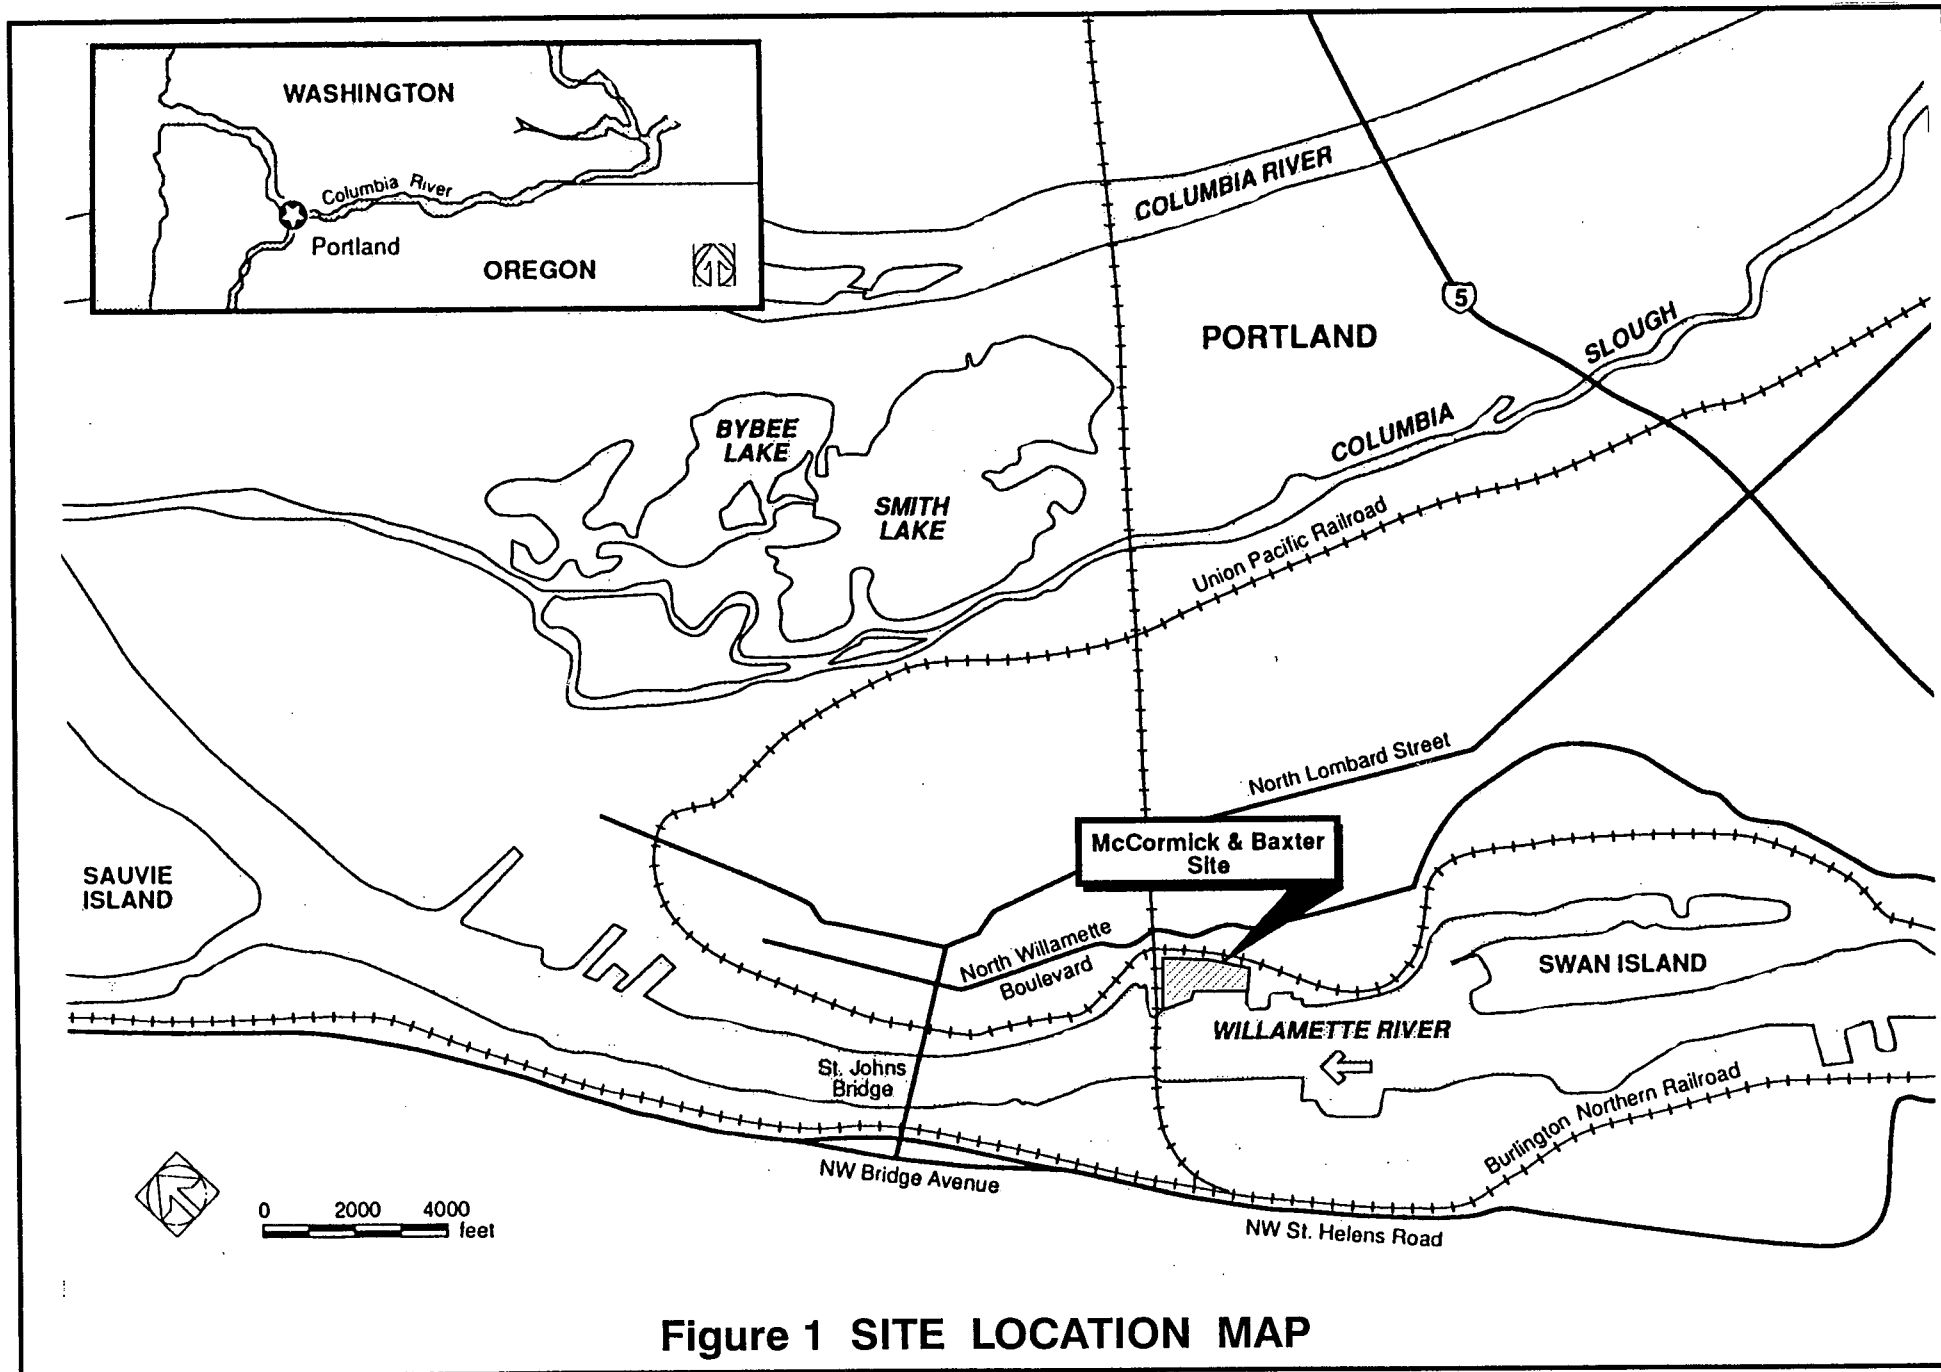 WASHINGTON
Columbia River
Portland
OREGON
COLUMBIA RIVER
5
PORTLAND
SLOUGH
COLUMBIA
BYBEE
LAKE
SMITH
LAKE
Union Pacific Railroad
North Lombard Street
McCormick & Baxter
Site
SAUVIE
ISLAND
North Willamette
Boulevard
SWAN ISLAND
WILLAMETTE RIVER
St. Johns
Bridge
Burlington Northern Railroad
NW Bridge Avenue
NW St. Helens Road
0 2000 4000
feet
Figure 1 SITE LOCATION MAP